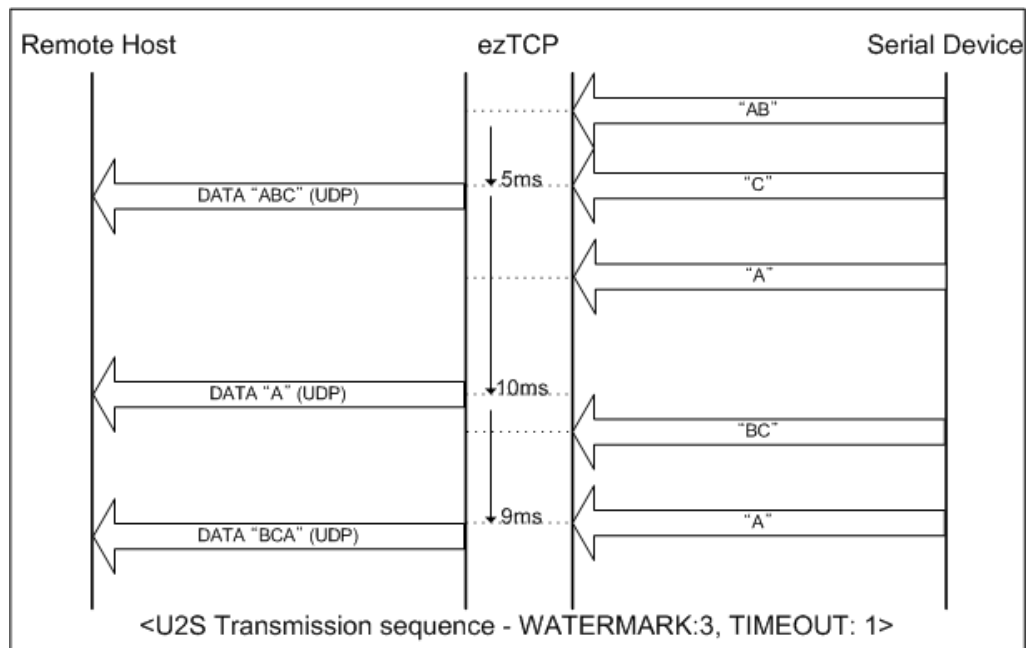 Remote Host ezTCP Serial Device
“AB”
5ms “C”
DATA “ABC” (UDP)
“A”
DATA “A” (UDP) 10ms
“BC”
9ms “A”
DATA “BCA” (UDP)
<U2S Transmission sequence - WATERMARK:3, TIMEOUT: 1>